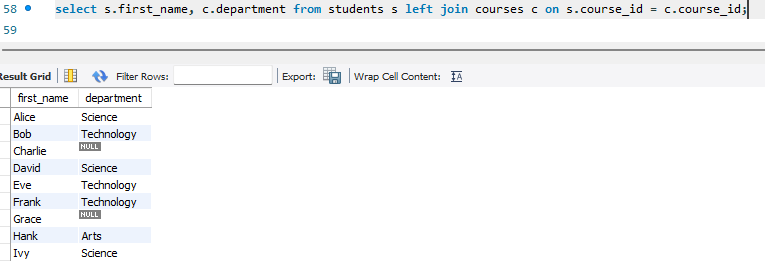 58 select s.first_name, c.department from students s left join courses c on s.course_id = c.course_id;
59
Result Grid Filter Rows: Export: Wrap Cell Content: IA
first_name department
Alice Science
Bob Technology
Charlie NULL
David Science
Eve Technology
Frank Technology
Grace NULL
Hank Arts
Ivy Science